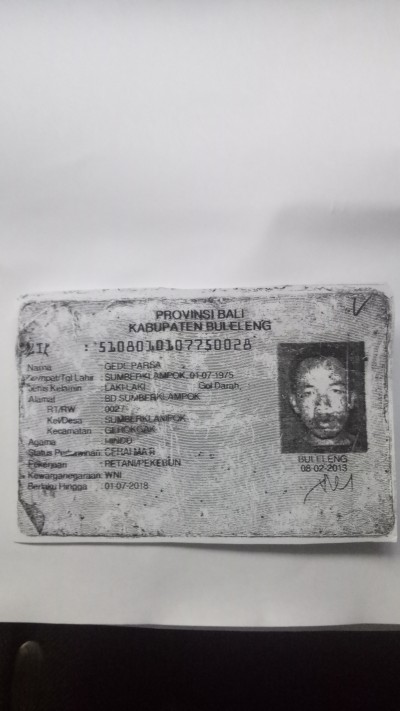 PROVINSI BALI
KABUPATEN BULELENG
NIK : 5108010107750028
Nama : GEDE PARSA
Tempat/Tgl Lahir : SUMBERKLAMPOK, 01-07-1975
Jenis Kelamin : LAKI-LAKI Gol Darah,
Alamat : BD SUMBERKLAMPOK
RT/RW
Kel/Desa : SUMBERKLAMPOK
Kecamatan : GEROKGAK
Agama : HINDU
Status Perkawinan: CERAI MATI
Pekerjaan : PETANI/PEKEBUN
Kewarganegaraan: WNI
Berlaku Hingga : 01-07-2018
BULELENG
08-02-2013